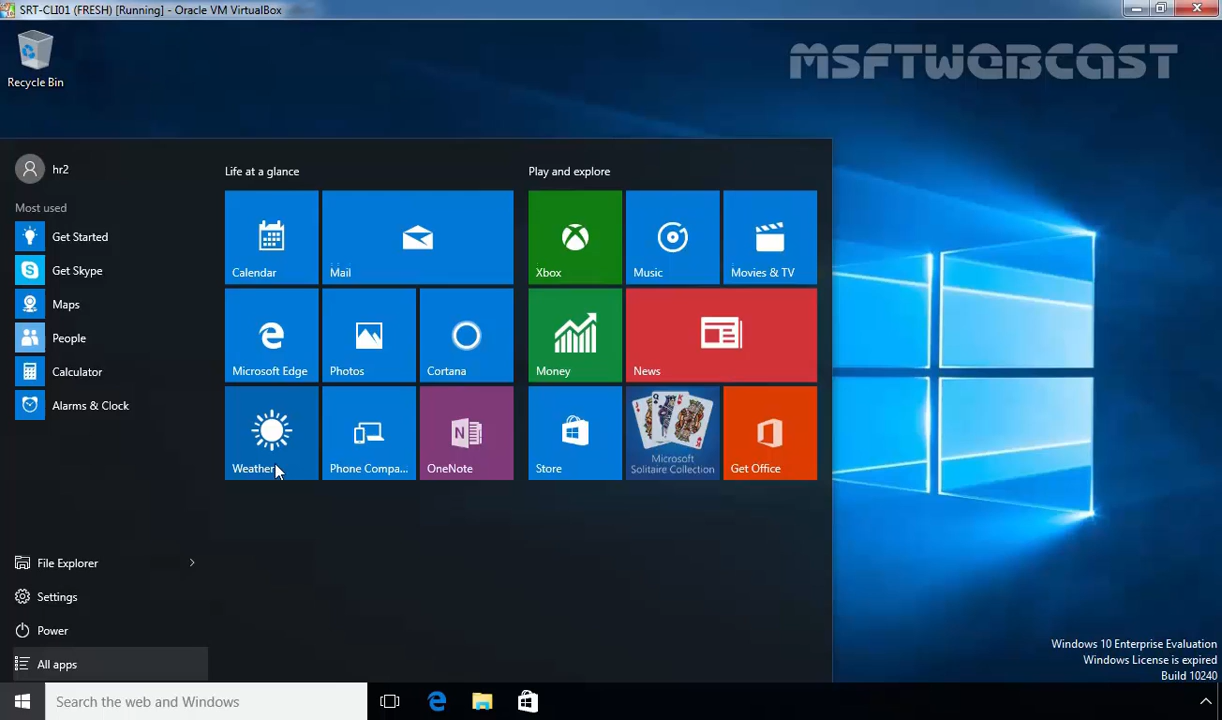 SRT-CLI01 (FRESH) [Running] - Oracle VM VirtualBox
MSFTWEBCAST
Recycle Bin
hr2
Most used
Get Started
Get Skype
Maps
People
Calculator
Alarms & Clock
File Explorer
Settings
Power
All apps
Life at a glance
Calendar
Mail
Microsoft Edge
Photos
Cortana
Weather
Phone Compa...
OneNote
Play and explore
Xbox
Music
Movies & TV
Money
News
Store
Microsoft
Solitaire Collection
Get Office
Windows 10 Enterprise Evaluation
Windows License is expired
Build 10240
Search the web and Windows